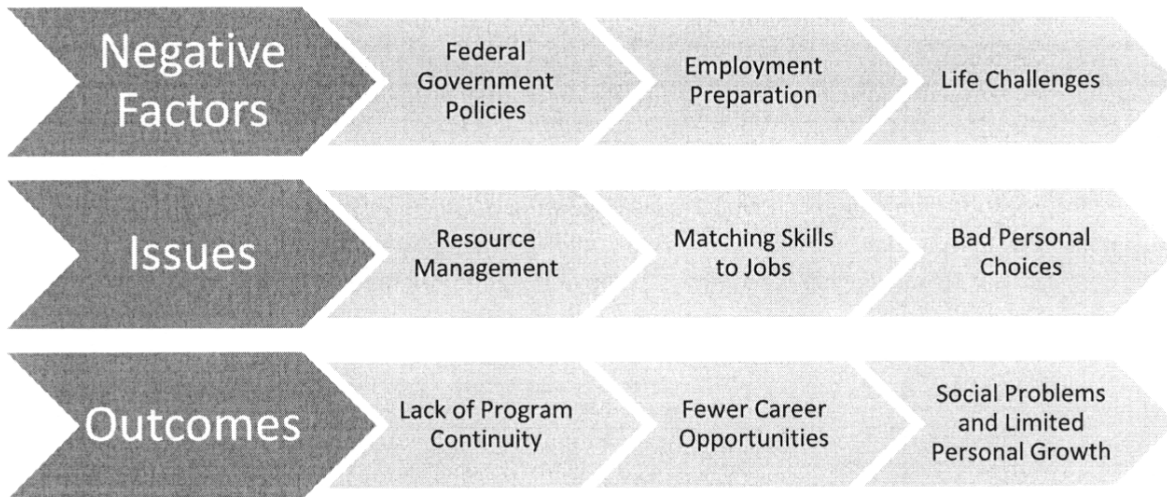 Negative
Factors
Federal
Government
Policies
Employment
Preparation
Life Challenges
Issues
Resource
Management
Matching Skills
to Jobs
Bad Personal
Choices
Outcomes
Lack of Program
Continuity
Fewer Career
Opportunities
Social Problems
and Limited
Personal Growth